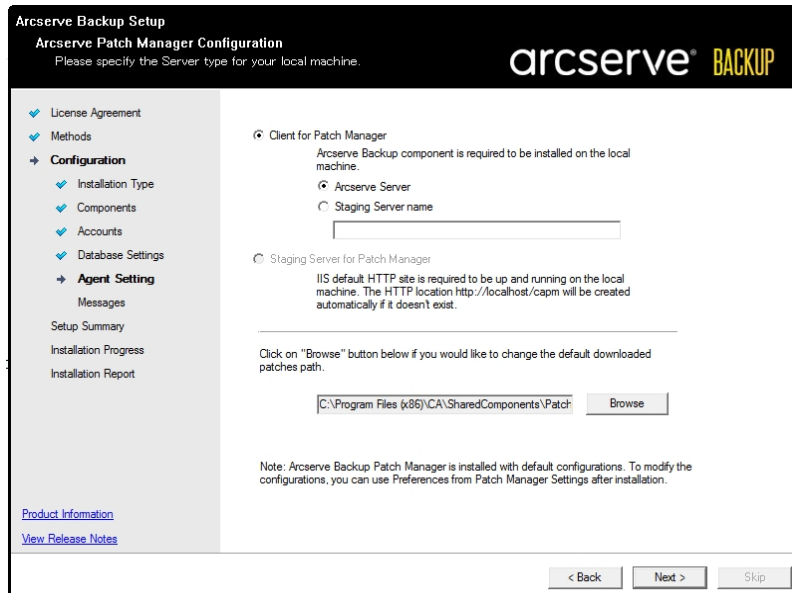 Arcserve Backup Setup
Arcserve Patch Manager Configuration
Please specify the Server type for your local machine.
arcserve® BACKUP
License Agreement
Methods
Configuration
Installation Type
Components
Accounts
Database Settings
Agent Setting
Messages
Setup Summary
Installation Progress
Installation Report
Product Information
View Release Notes
Client for Patch Manager
Arcserve Backup component is required to be installed on the local
machine.
Arcserve Server
Staging Server name
Staging Server for Patch Manager
IIS default HTTP site is required to be up and running on the local
machine. The HTTP location http://localhost/capm will be created
automatically if it doesn't exist.
Click on "Browse" button below if you would like to change the default downloaded
patches path.
C:\Program Files (x86)\CA\SharedComponents\Patch
Browse
Note: Arcserve Backup Patch Manager is installed with default configurations. To modify the
configurations, you can use Preferences from Patch Manager Settings after installation.
< Back
Next >
Skip